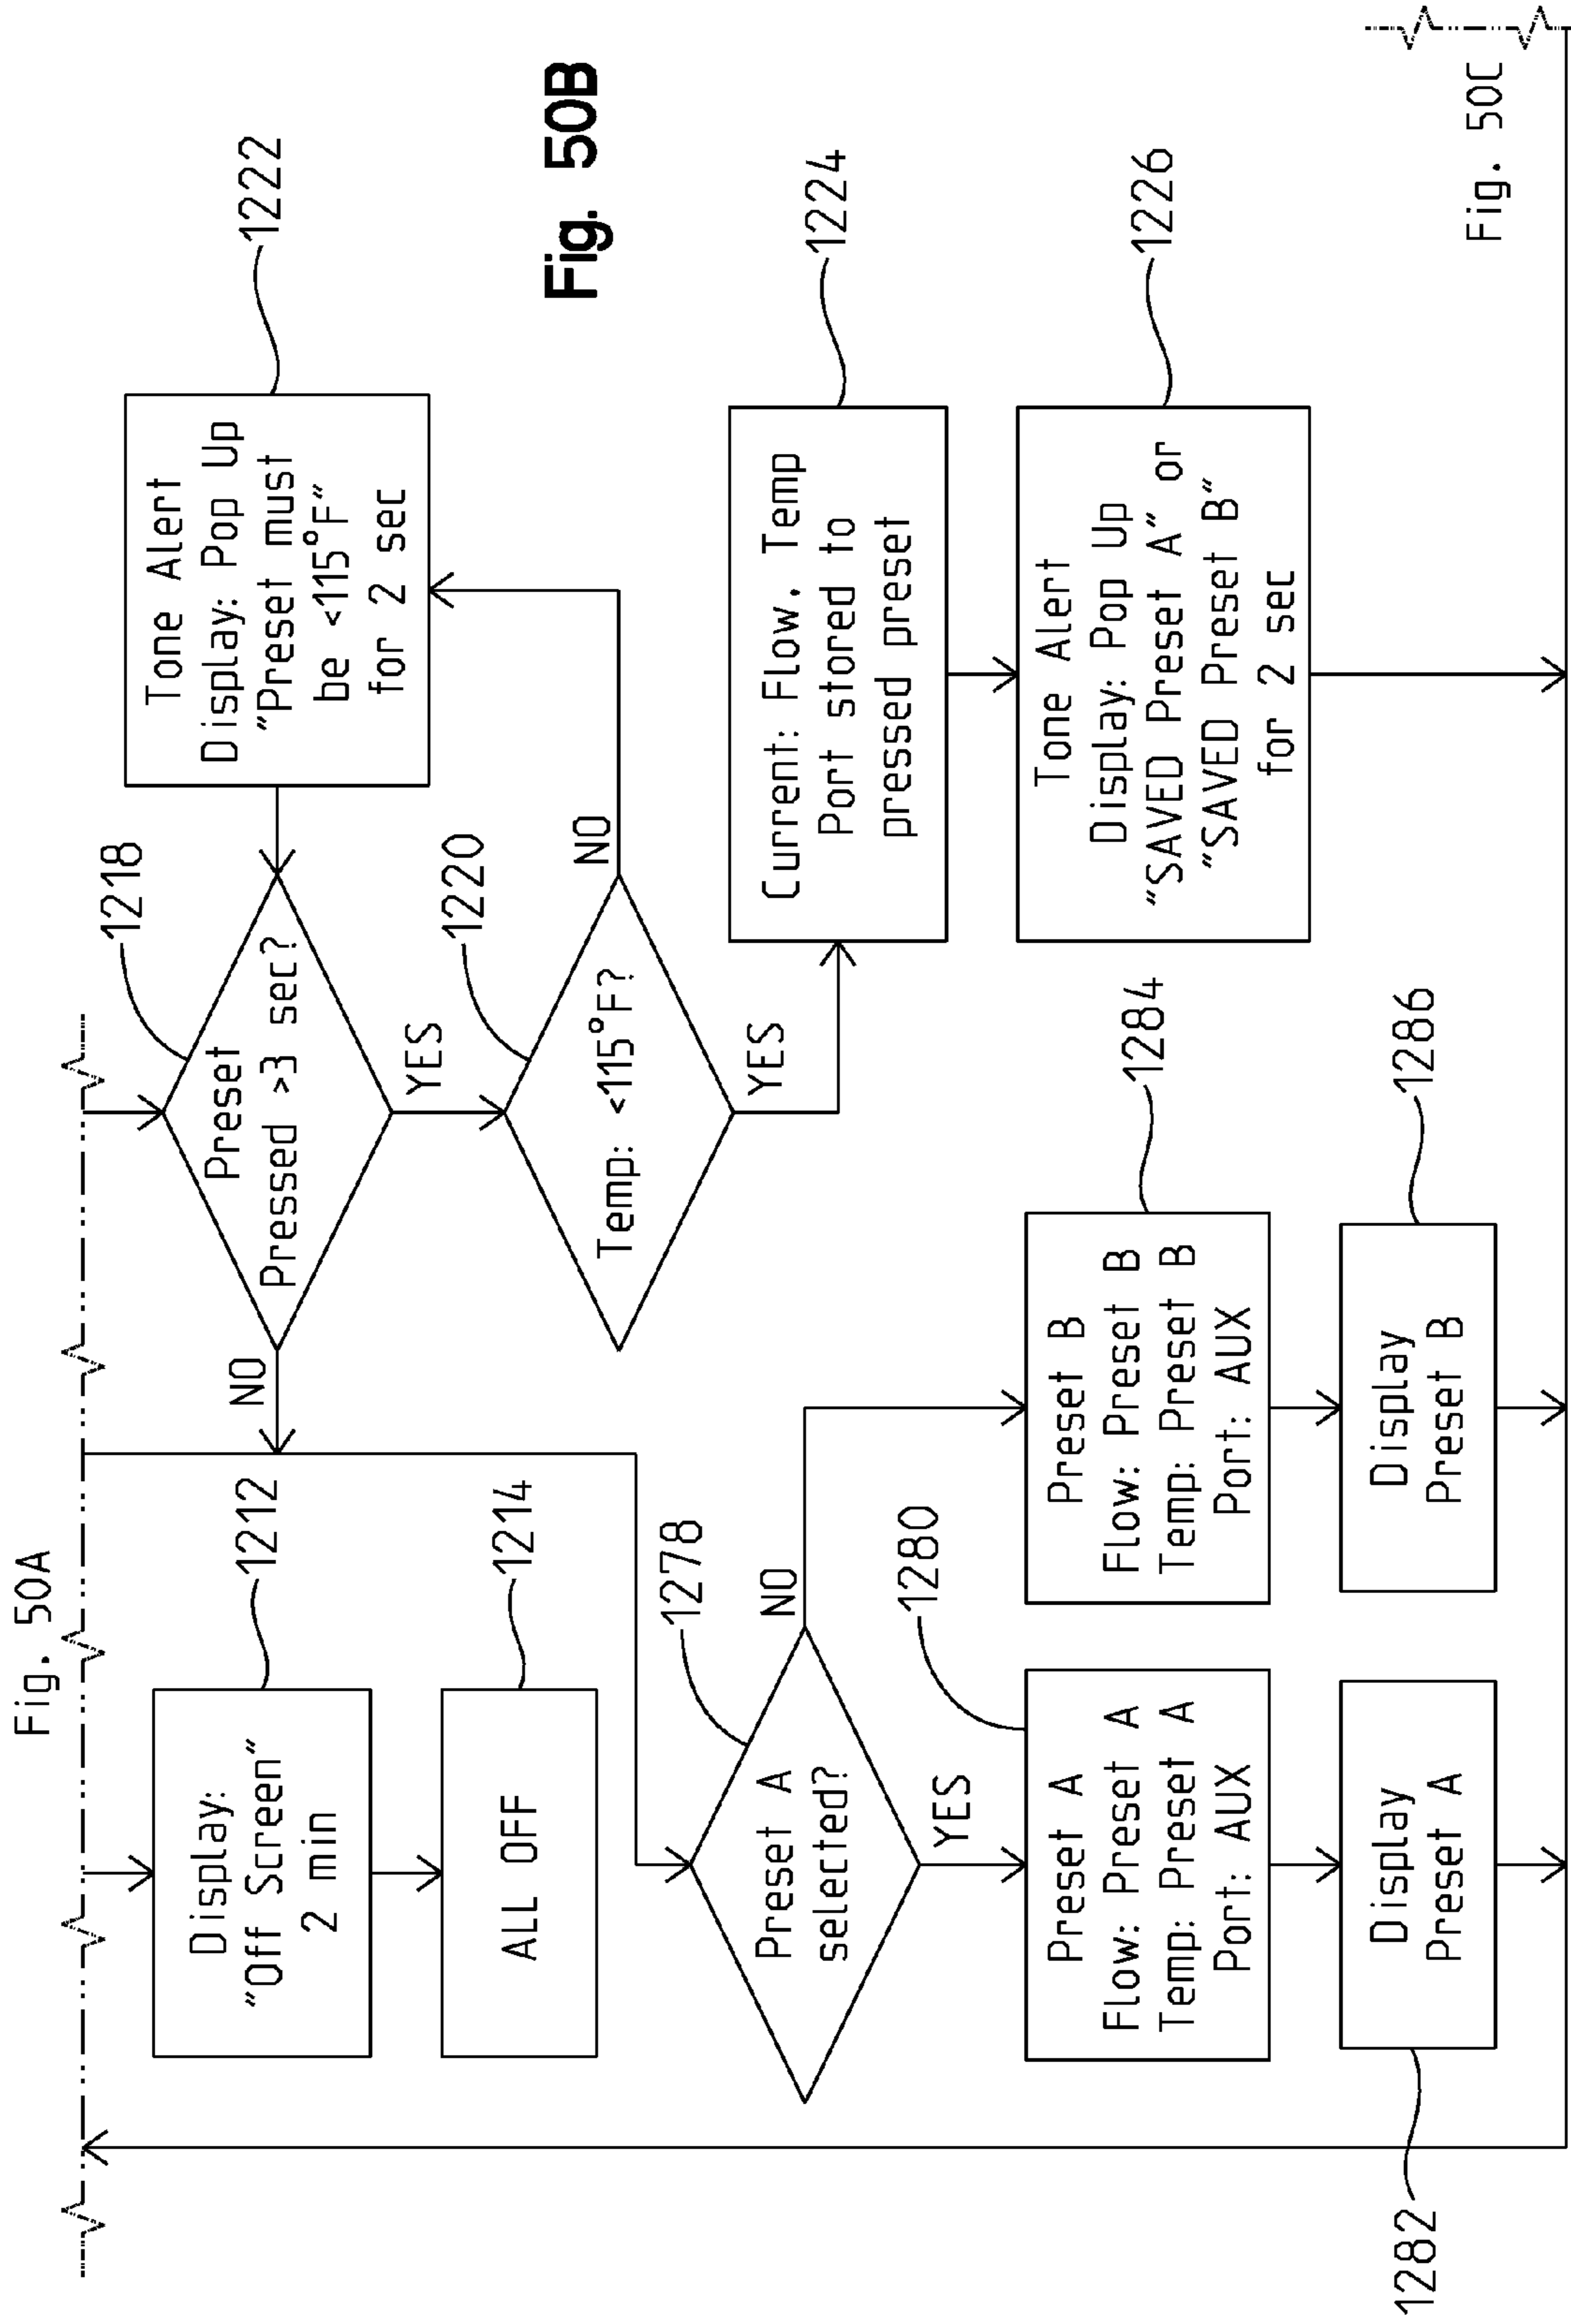 Fig. 50A
1212
Display:
"Off Screen"
2 min
1214
ALL OFF
1218
Preset
Pressed >3 sec?
NO
YES
1222
Tone Alert
Display: Pop Up
"Preset must
be <115°F"
for 2 sec
1220
Temp: <115°F?
NO
YES
Fig. 50B
1278
Preset A
selected?
NO
YES
1224
Current: Flow, Temp
Port stored to
pressed preset
1280
Preset A
Flow: Preset A
Temp: Preset A
Port: AUX
1284
Preset B
Flow: Preset B
Temp: Preset B
Port: AUX
1226
Tone Alert
Display: Pop Up
"SAVED Preset A" or
"SAVED Preset B"
for 2 sec
1282
Display
Preset A
1286
Display
Preset B
Fig. 50C